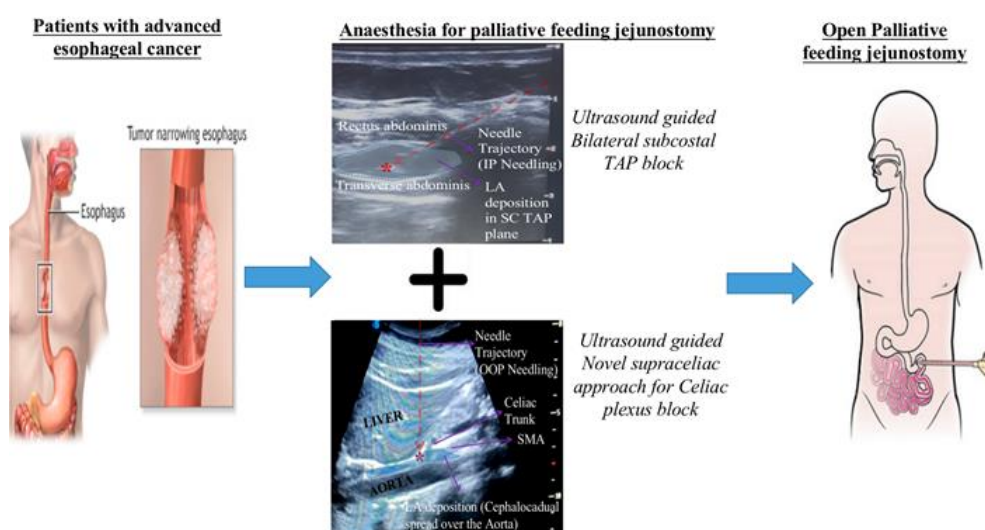 Patients with advanced
esophageal cancer
Tumor narrowing esophagus
Esophagus
Anaesthesia for palliative feeding jejunostomy
Rectus abdominis
Needle
Trajectory
(IP Needling)
Transverse abdominis
LA
deposition
in SC TAP
plane
Ultrasound guided
Bilateral subcostal
TAP block
+
Needle
Trajectory
(OOP Needling)
Celiac
Trunk
SMA
LIVER
AORTA
LA deposition (Cephalocadual
spread over the Aorta)
Ultrasound guided
Novel supraceliac
approach for Celiac
plexus block
Open Palliative
feeding jejunostomy